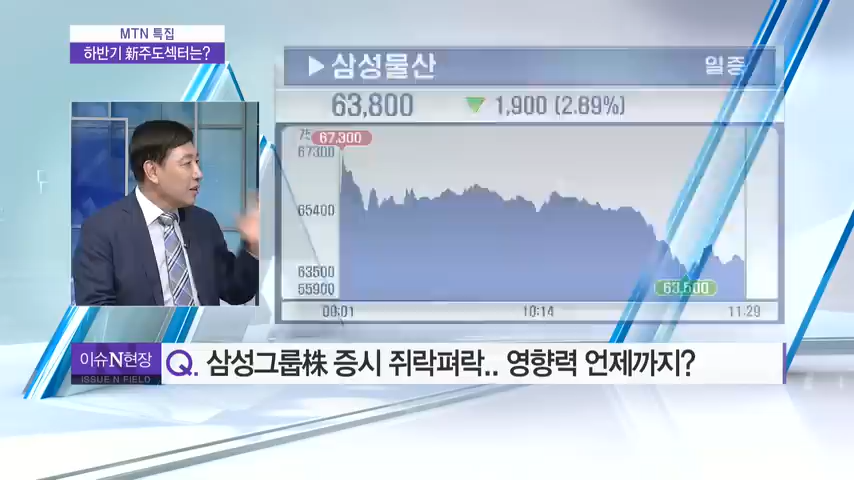 MTN 특집
하반기 新주도섹터는?
▶삼성물산
일중
63,800 ▼ 1,900 (2.89%)
67,300
67300
65400
63500
55900
63,500
09:01 10:14 11:29
이슈N현장
ISSUE N FIELD
Q. 삼성그룹株 증시 쥐락펴락.. 영향력 언제까지?